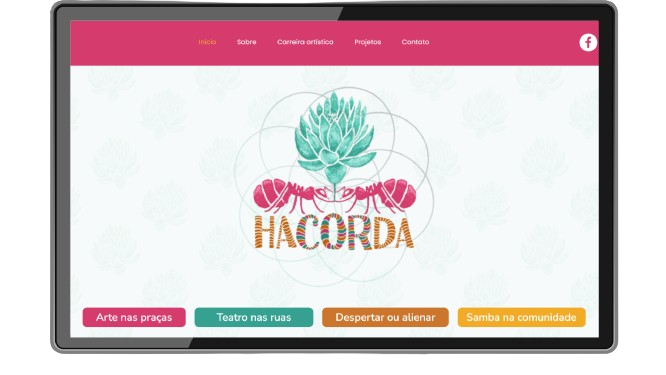 Início Sobre Carreira artística Projetos Contato
HACORDA
Arte nas praças Teatro nas ruas Despertar ou alienar Samba na comunidade